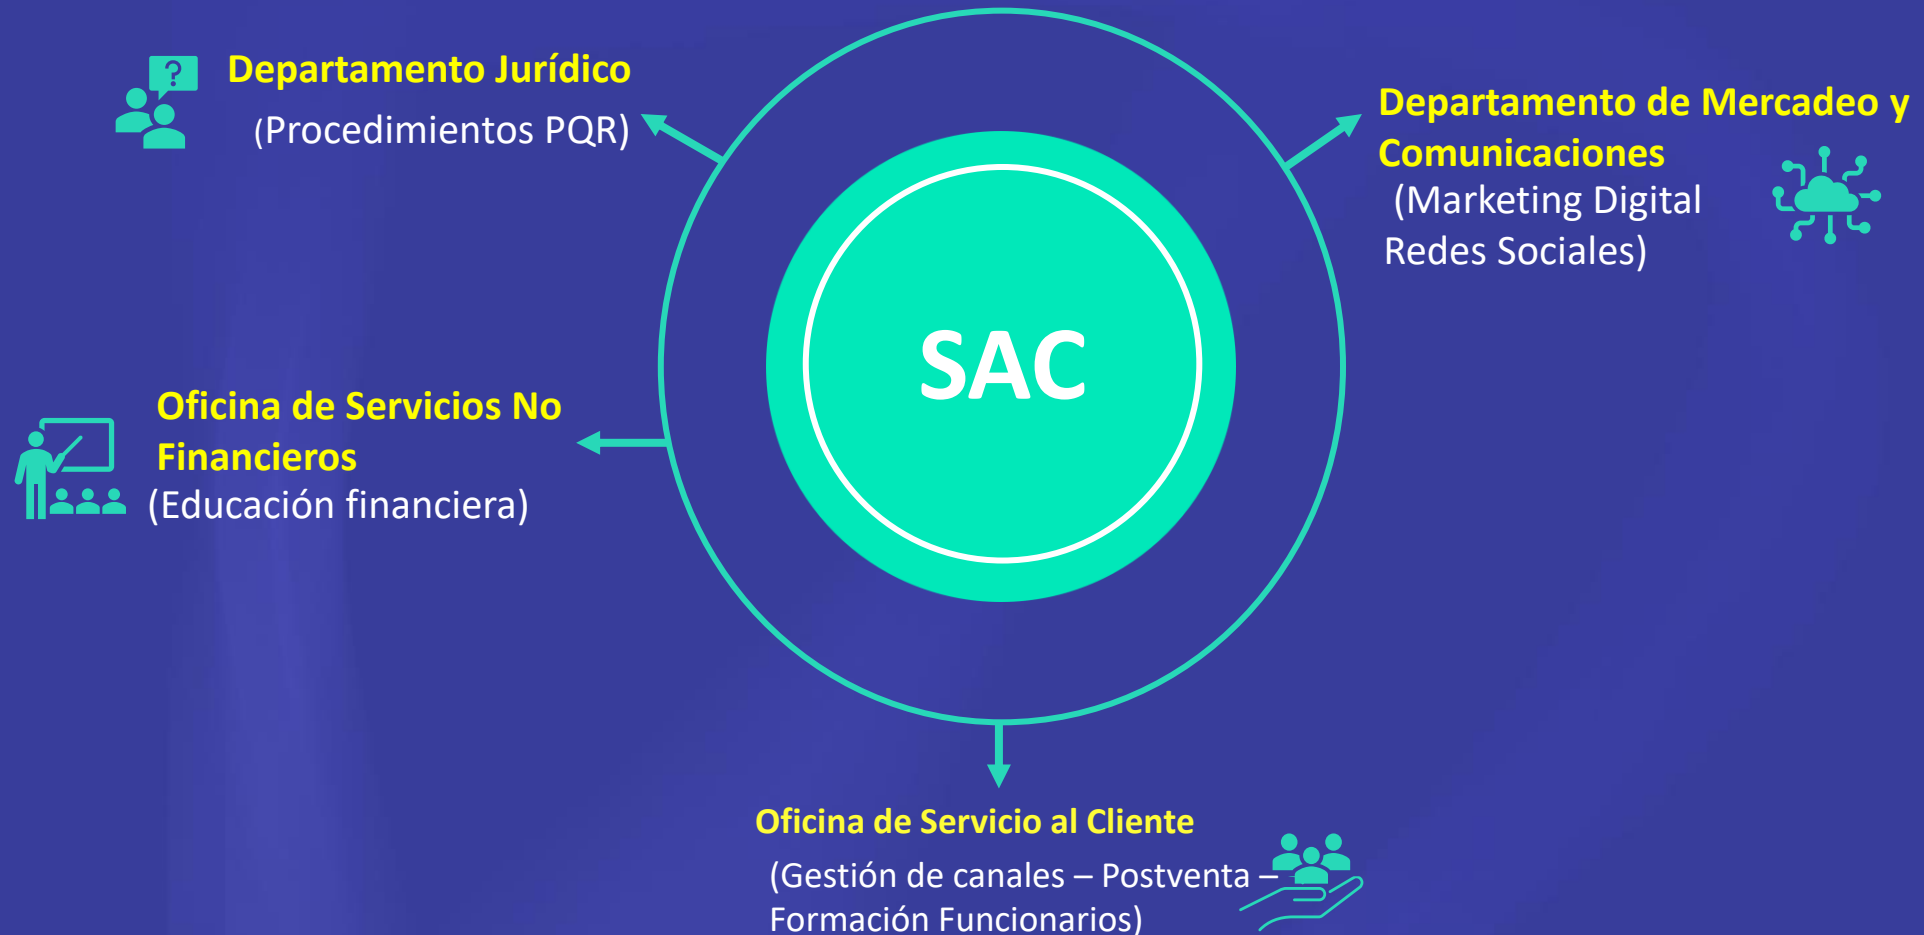 Departamento Jurídico
(Procedimientos PQR)
?
Departamento de Mercadeo y
Comunicaciones
(Marketing Digital
Redes Sociales)
SAC
Oficina de Servicios No
Financieros
(Educación financiera)
Oficina de Servicio al Cliente
(Gestión de canales – Postventa –
Formación Funcionarios)